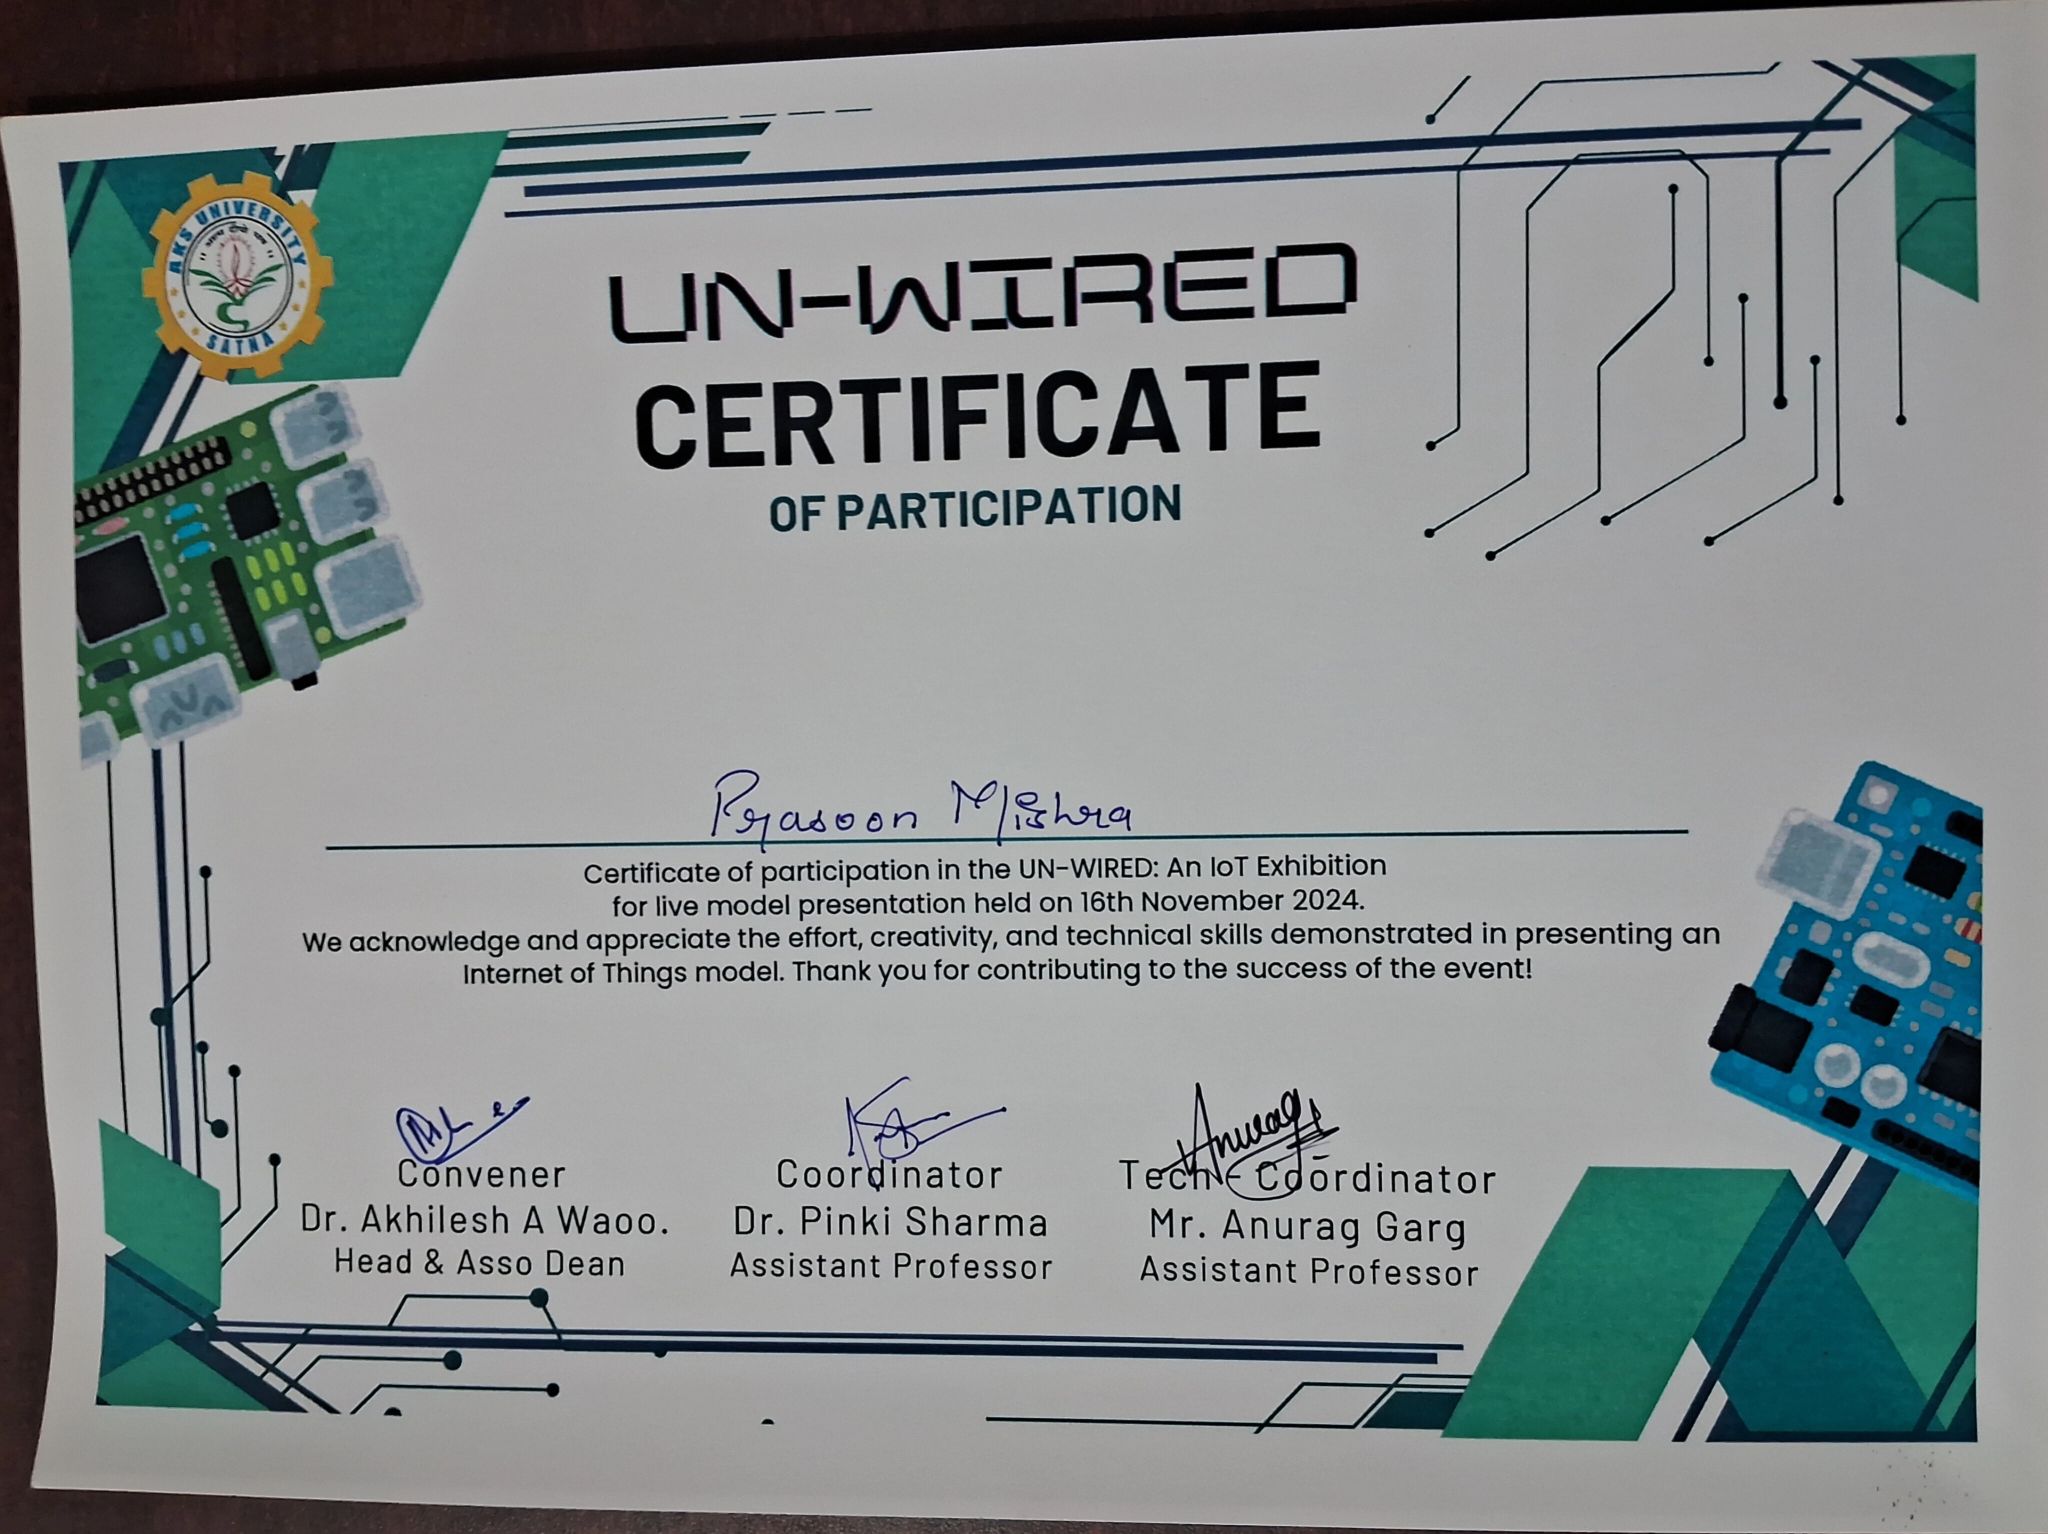 AKS UNIVERSITY
SATNA
UN-WIRED
CERTIFICATE
OF PARTICIPATION
Prasoon Mishra
Certificate of participation in the UN-WIRED: An IoT Exhibition
for live model presentation held on 16th November 2024.
We acknowledge and appreciate the effort, creativity, and technical skills demonstrated in presenting an
Internet of Things model. Thank you for contributing to the success of the event!
Anurag
Convener
Coordinator
Tech - Coordinator
Dr. Akhilesh A Waoo.
Dr. Pinki Sharma
Mr. Anurag Garg
Head & Asso Dean
Assistant Professor
Assistant Professor